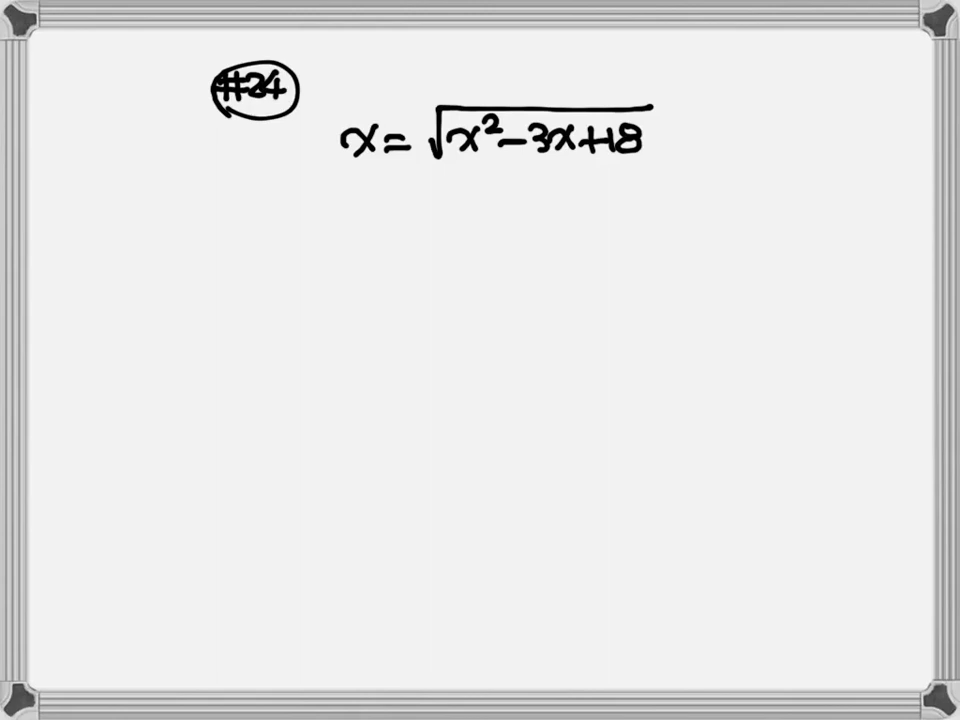 #24
x = √(x² - 3x + 18)